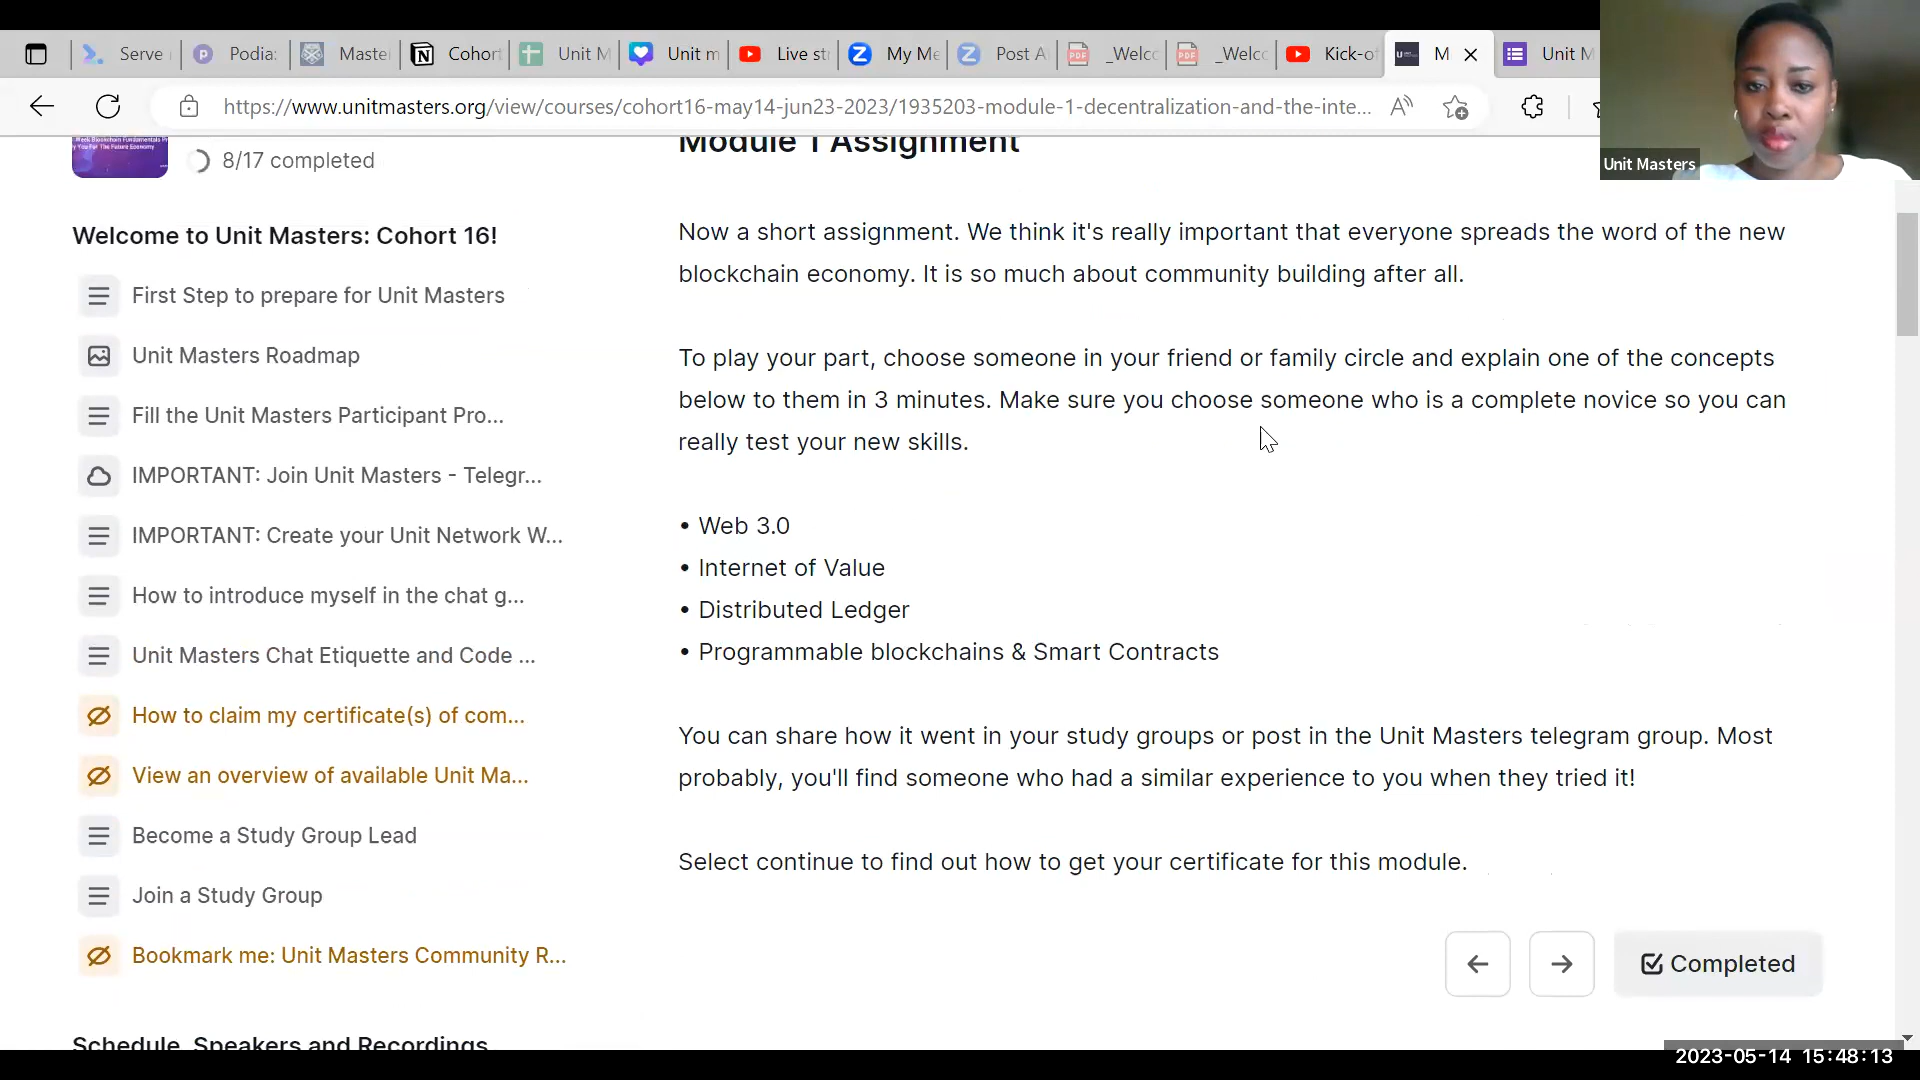 Serve
Podia:
Master
Cohort
Unit M
Unit m
Live str
My Me
Post A
_Welco
_Welco
Kick-of
M
Unit M
https://www.unitmasters.org/view/courses/cohort16-may14-jun23-2023/1935203-module-1-decentralization-and-the-inte...
Unit Masters
8/17 completed
Welcome to Unit Masters: Cohort 16!
First Step to prepare for Unit Masters
Unit Masters Roadmap
Fill the Unit Masters Participant Pro...
IMPORTANT: Join Unit Masters - Telegr...
IMPORTANT: Create your Unit Network W...
How to introduce myself in the chat g...
Unit Masters Chat Etiquette and Code ...
How to claim my certificate(s) of com...
View an overview of available Unit Ma...
Become a Study Group Lead
Join a Study Group
Bookmark me: Unit Masters Community R...
Schedule, Speakers and Recordings
Module 1 Assignment
Now a short assignment. We think it's really important that everyone spreads the word of the new
blockchain economy. It is so much about community building after all.
To play your part, choose someone in your friend or family circle and explain one of the concepts
below to them in 3 minutes. Make sure you choose someone who is a complete novice so you can
really test your new skills.
• Web 3.0
• Internet of Value
• Distributed Ledger
• Programmable blockchains & Smart Contracts
You can share how it went in your study groups or post in the Unit Masters telegram group. Most
probably, you'll find someone who had a similar experience to you when they tried it!
Select continue to find out how to get your certificate for this module.
Completed
2023-05-14 15:48:13